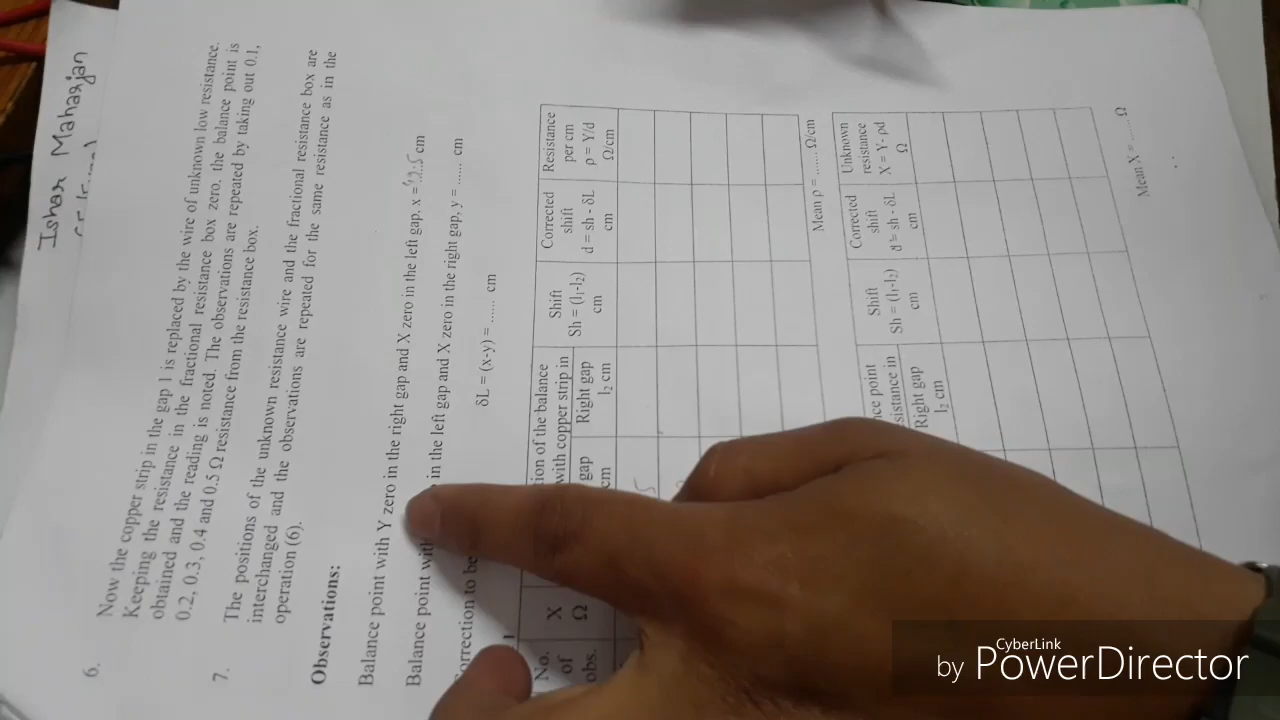 Ishar Maharjan
6. Now the copper strip in the gap 1 is replaced by the wire of unknown low resistance.
Keeping the resistance in the fractional resistance box zero, the balance point is
obtained and the reading is noted. The observations are repeated by taking out 0.1,
0.2, 0.3, 0.4 and 0.5 Ω resistance from the resistance box.
7. The positions of the unknown resistance wire and the fractional resistance box are
interchanged and the observations are repeated for the same resistance as in the
operation (6).
Observations:
Balance point with Y zero in the right gap and X zero in the left gap, x = ...... cm
Balance point with in the left gap and X zero in the right gap, y = ...... cm
orrection to be
δL = (x-y) = ...... cm
No.
of
obs.
X
Ω
ion of the balance
with copper strip in
gap
cm
Right gap
l₂ cm
Shift
Sh = (l₁-l₂)
cm
Corrected
shift
d = sh - δL
cm
Resistance
per cm
ρ = Y/d
Ω/cm
Mean ρ = ....... Ω/cm
ce point
sistance in
Right gap
l₂ cm
Shift
Sh = (l₁-l₂)
cm
Corrected
shift
d = sh - δL
cm
Unknown
resistance
X = Y- ρd
Ω
Mean X = ...... Ω
CyberLink
by PowerDirector